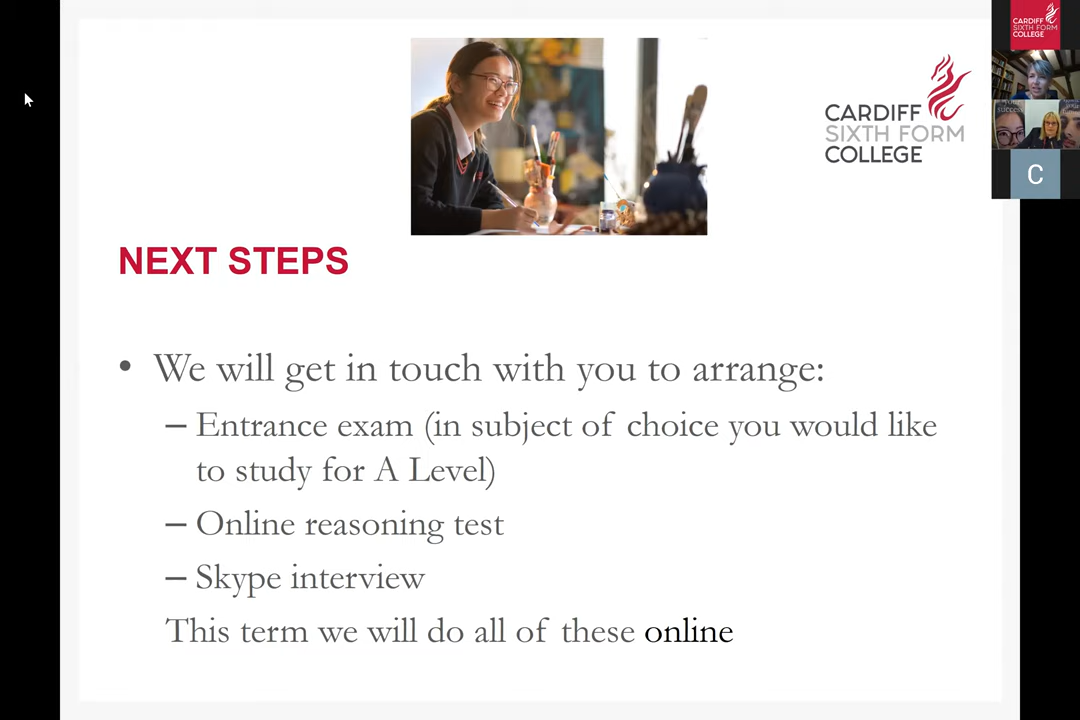 CARDIFF
SIXTH FORM
COLLEGE
CARDIFF
SIXTH FORM
COLLEGE
C
NEXT STEPS
• We will get in touch with you to arrange:
– Entrance exam (in subject of choice you would like
to study for A Level)
– Online reasoning test
– Skype interview
This term we will do all of these online